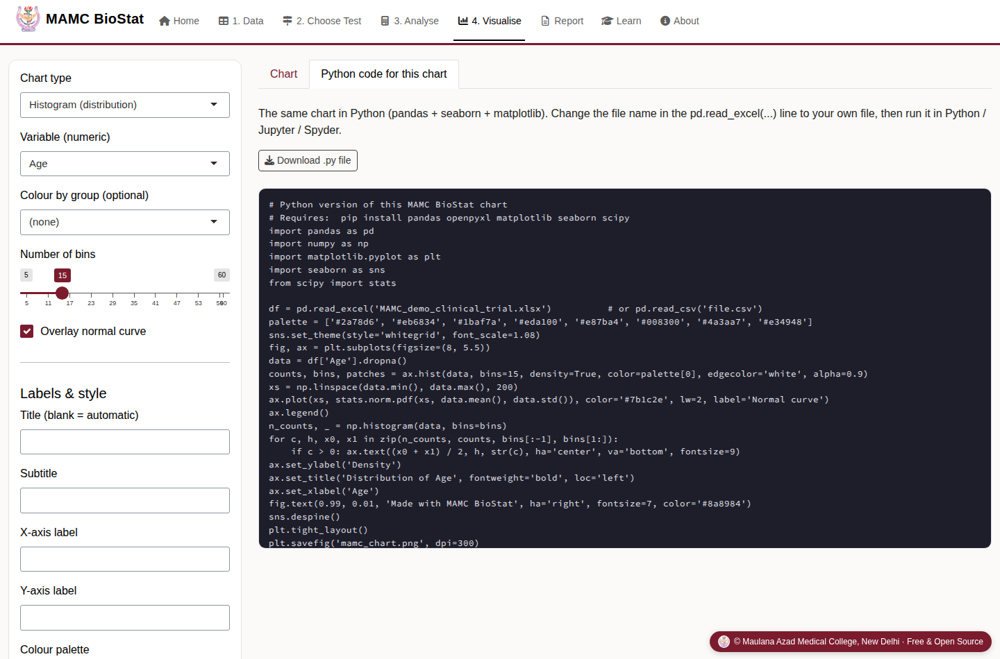 MAMC BioStat
Home
1. Data
2. Choose Test
3. Analyse
4. Visualise
Report
Learn
About
Chart type
Histogram (distribution)
Variable (numeric)
Age
Colour by group (optional)
(none)
Number of bins
5
15
60
5 11 17 23 29 35 41 47 53 60
Overlay normal curve
Labels & style
Title (blank = automatic)
Subtitle
X-axis label
Y-axis label
Colour palette
Chart
Python code for this chart
The same chart in Python (pandas + seaborn + matplotlib). Change the file name in the pd.read_excel(...) line to your own file, then run it in Python /
Jupyter / Spyder.
Download .py file
# Python version of this MAMC BioStat chart
# Requires:  pip install pandas openpyxl matplotlib seaborn scipy
import pandas as pd
import numpy as np
import matplotlib.pyplot as plt
import seaborn as sns
from scipy import stats
df = pd.read_excel('MAMC_demo_clinical_trial.xlsx')          # or pd.read_csv('file.csv')
palette = ['#2a78d6', '#eb6834', '#1baf7a', '#eda100', '#e87ba4', '#008300', '#4a3aa7', '#e34948']
sns.set_theme(style='whitegrid', font_scale=1.08)
fig, ax = plt.subplots(figsize=(8, 5.5))
data = df['Age'].dropna()
counts, bins, patches = ax.hist(data, bins=15, density=True, color=palette[0], edgecolor='white', alpha=0.9)
xs = np.linspace(data.min(), data.max(), 200)
ax.plot(xs, stats.norm.pdf(xs, data.mean(), data.std()), color='#7b1c2e', lw=2, label='Normal curve')
ax.legend()
n_counts, _ = np.histogram(data, bins=bins)
for c, h, x0, x1 in zip(n_counts, counts, bins[:-1], bins[1:]):
    if c > 0: ax.text((x0 + x1) / 2, h, str(c), ha='center', va='bottom', fontsize=9)
ax.set_ylabel('Density')
ax.set_title('Distribution of Age', fontweight='bold', loc='left')
ax.set_xlabel('Age')
fig.text(0.99, 0.01, 'Made with MAMC BioStat', ha='right', fontsize=7, color='#8a8984')
sns.despine()
plt.tight_layout()
plt.savefig('mamc_chart.png', dpi=300)
© Maulana Azad Medical College, New Delhi · Free & Open Source